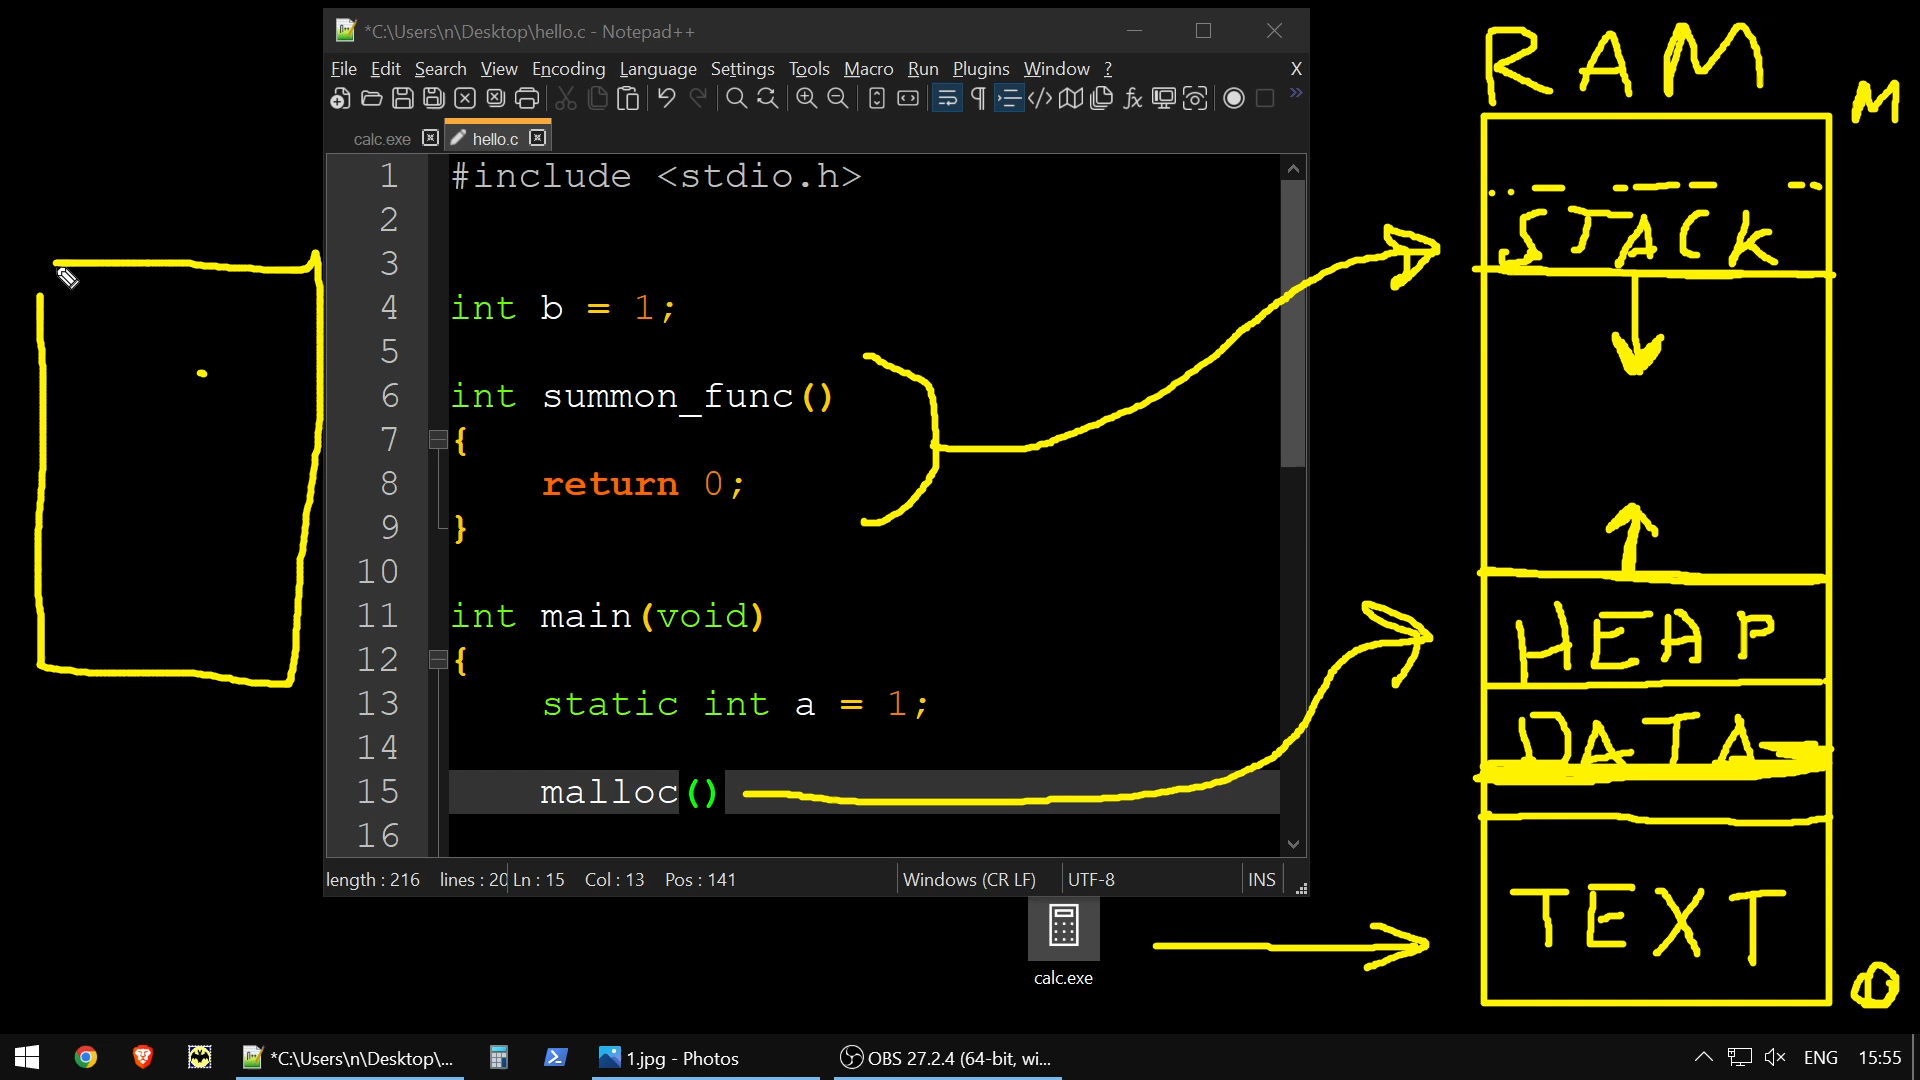 *C:\Users\n\Desktop\hello.c - Notepad++
File Edit Search View Encoding Language Settings Tools Macro Run Plugins Window ? X
calc.exe hello.c
1 #include <stdio.h>
2
3
4 int b = 1;
5
6 int summon_func()
7 {
8 return 0;
9 }
10
11 int main(void)
12 {
13 static int a = 1;
14
15 malloc()
16
length : 216 lines : 20 Ln : 15 Col : 13 Pos : 141 Windows (CR LF) UTF-8 INS
calc.exe
RAM
M
STACK
HEAP
DATA
TEXT
0
*C:\Users\n\Desktop\... 1.jpg - Photos OBS 27.2.4 (64-bit, wi... ENG 15:55